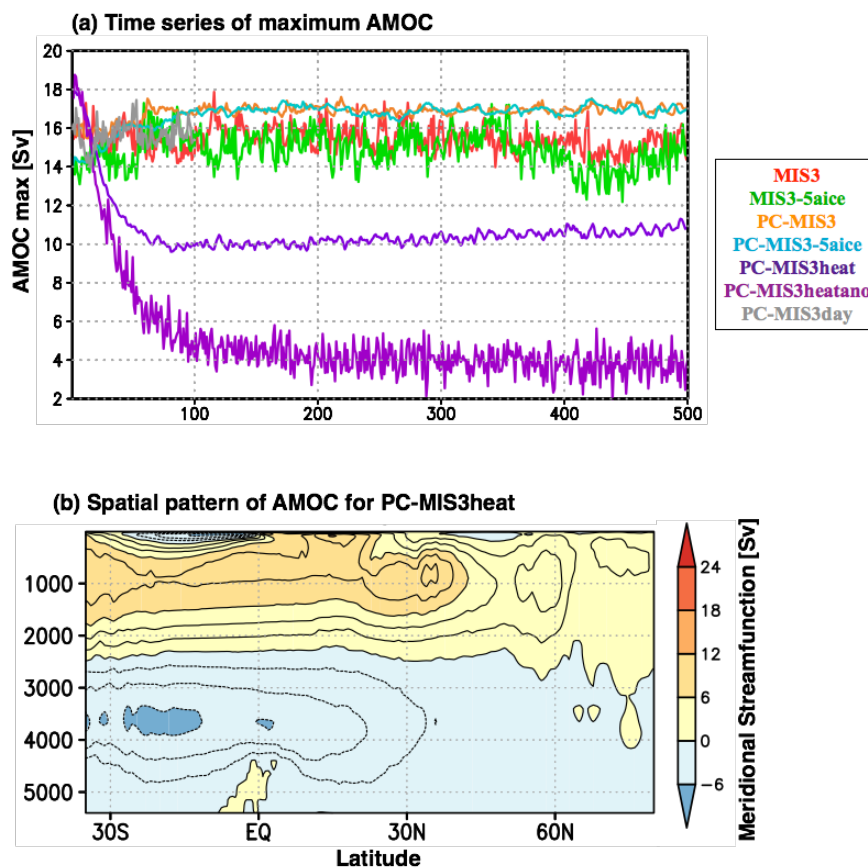 (a) Time series of maximum AMOC
AMOC max [Sv]
20
18
16
14
12
10
8
6
4
2
100
200
300
400
500
MIS3
MIS3-5aice
PC-MIS3
PC-MIS3-5aice
PC-MIS3heat
PC-MIS3heatano
PC-MIS3day
(b) Spatial pattern of AMOC for PC-MIS3heat
1000
2000
3000
4000
5000
30S
EQ
30N
60N
Latitude
24
18
12
6
0
−6
Meridional Streamfunction [Sv]